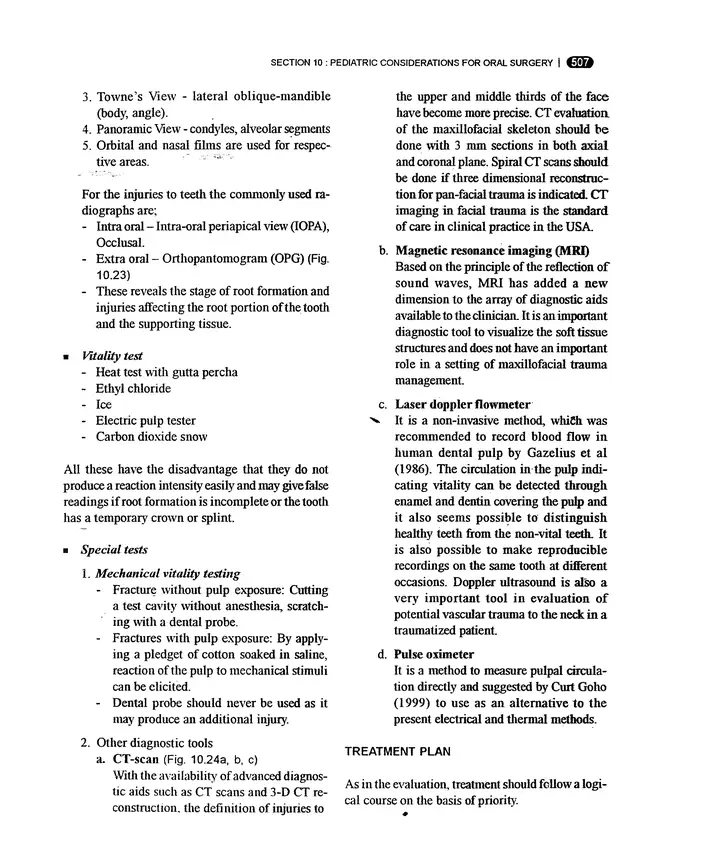 SECTION 10 : PEDIATRIC CONSIDERATIONS FOR ORAL SURGERY | 507
3. Towne's View - lateral oblique-mandible
(body, angle).
4. Panoramic View - condyles, alveolar segments
5. Orbital and nasal films are used for respec-
tive areas.
For the injuries to teeth the commonly used ra-
diographs are;
- Intra oral – Intra-oral periapical view (IOPA),
Occlusal.
- Extra oral – Orthopantomogram (OPG) (Fig.
10.23)
- These reveals the stage of root formation and
injuries affecting the root portion of the tooth
and the supporting tissue.
■ Vitality test
- Heat test with gutta percha
- Ethyl chloride
- Ice
- Electric pulp tester
- Carbon dioxide snow
All these have the disadvantage that they do not
produce a reaction intensity easily and may give false
readings if root formation is incomplete or the tooth
has a temporary crown or splint.
■ Special tests
1. Mechanical vitality testing
- Fracture without pulp exposure: Cutting
a test cavity without anesthesia, scratch-
ing with a dental probe.
- Fractures with pulp exposure: By apply-
ing a pledget of cotton soaked in saline,
reaction of the pulp to mechanical stimuli
can be elicited.
- Dental probe should never be used as it
may produce an additional injury.
2. Other diagnostic tools
a. CT-scan (Fig. 10.24a, b, c)
With the availability of advanced diagnos-
tic aids such as CT scans and 3-D CT re-
construction, the definition of injuries to
the upper and middle thirds of the face
have become more precise. CT evaluation
of the maxillofacial skeleton should be
done with 3 mm sections in both axial
and coronal plane. Spiral CT scans should
be done if three dimensional reconstruc-
tion for pan-facial trauma is indicated. CT
imaging in facial trauma is the standard
of care in clinical practice in the USA.
b. Magnetic resonance imaging (MRI)
Based on the principle of the reflection of
sound waves, MRI has added a new
dimension to the array of diagnostic aids
available to the clinician. It is an important
diagnostic tool to visualize the soft tissue
structures and does not have an important
role in a setting of maxillofacial trauma
management.
c. Laser doppler flowmeter
It is a non-invasive method, which was
recommended to record blood flow in
human dental pulp by Gazelius et al
(1986). The circulation in the pulp indi-
cating vitality can be detected through
enamel and dentin covering the pulp and
it also seems possible to distinguish
healthy teeth from the non-vital teeth. It
is also possible to make reproducible
recordings on the same tooth at different
occasions. Doppler ultrasound is also a
very important tool in evaluation of
potential vascular trauma to the neck in a
traumatized patient.
d. Pulse oximeter
It is a method to measure pulpal circula-
tion directly and suggested by Curt Goho
(1999) to use as an alternative to the
present electrical and thermal methods.
TREATMENT PLAN
As in the evaluation, treatment should follow a logi-
cal course on the basis of priority.